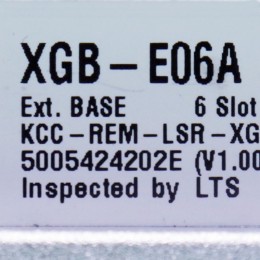 XGB-E06A
Ext. BASE 6 Slot
KCC-REM-LSR-XG
5005424202E (V1.00
Inspected by LTS